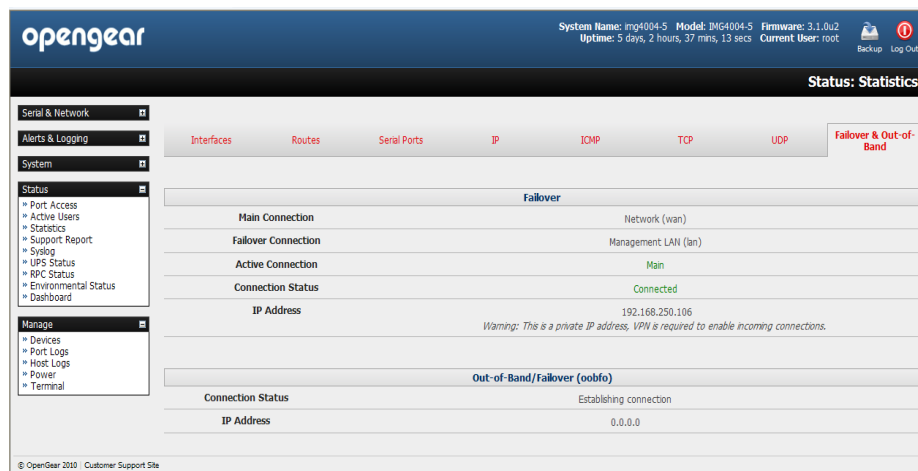 opengear
System Name: img4004-5 Model: IMG4004-5 Firmware: 3.1.0u2
Uptime: 5 days, 2 hours, 37 mins, 13 secs Current User: root
Backup Log Out
Status: Statistics
Serial & Network
Alerts & Logging
System
Status
» Port Access
» Active Users
» Statistics
» Support Report
» Syslog
» UPS Status
» RPC Status
» Environmental Status
» Dashboard
Manage
» Devices
» Port Logs
» Host Logs
» Power
» Terminal
Interfaces Routes Serial Ports IP ICMP TCP UDP Failover & Out-of-
Band
Failover
Main Connection Network (wan)
Failover Connection Management LAN (lan)
Active Connection Main
Connection Status Connected
IP Address 192.168.250.106
Warning: This is a private IP address, VPN is required to enable incoming connections.
Out-of-Band/Failover (oobfo)
Connection Status Establishing connection
IP Address 0.0.0.0
© OpenGear 2010 | Customer Support Site